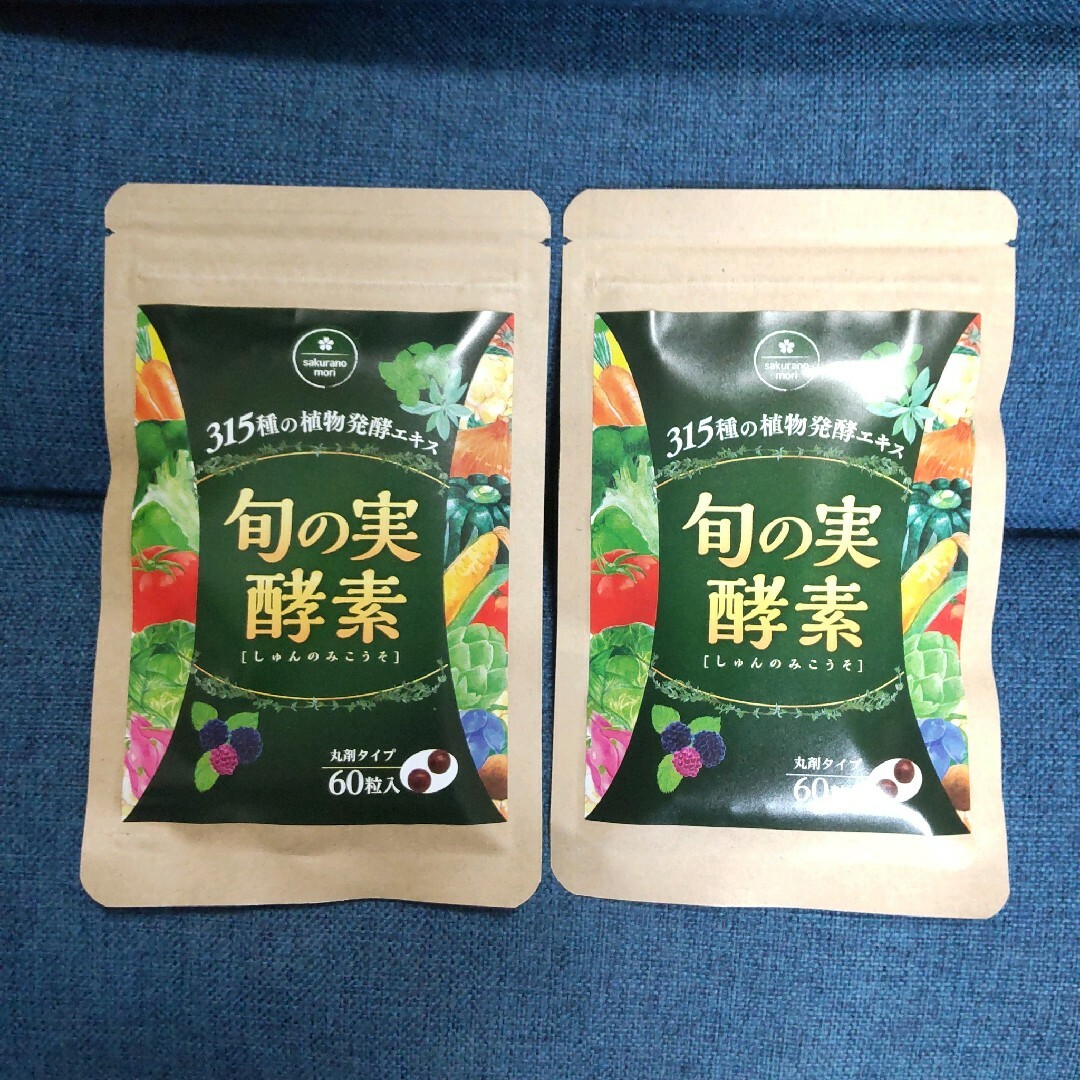 sakurano
mori
315種の植物発酵エキス
旬の実
酵素
[しゅんのみこうそ]
丸剤タイプ
60粒入
sakurano
mori
315種の植物発酵エキス
旬の実
酵素
[しゅんのみこうそ]
丸剤タイプ
60粒